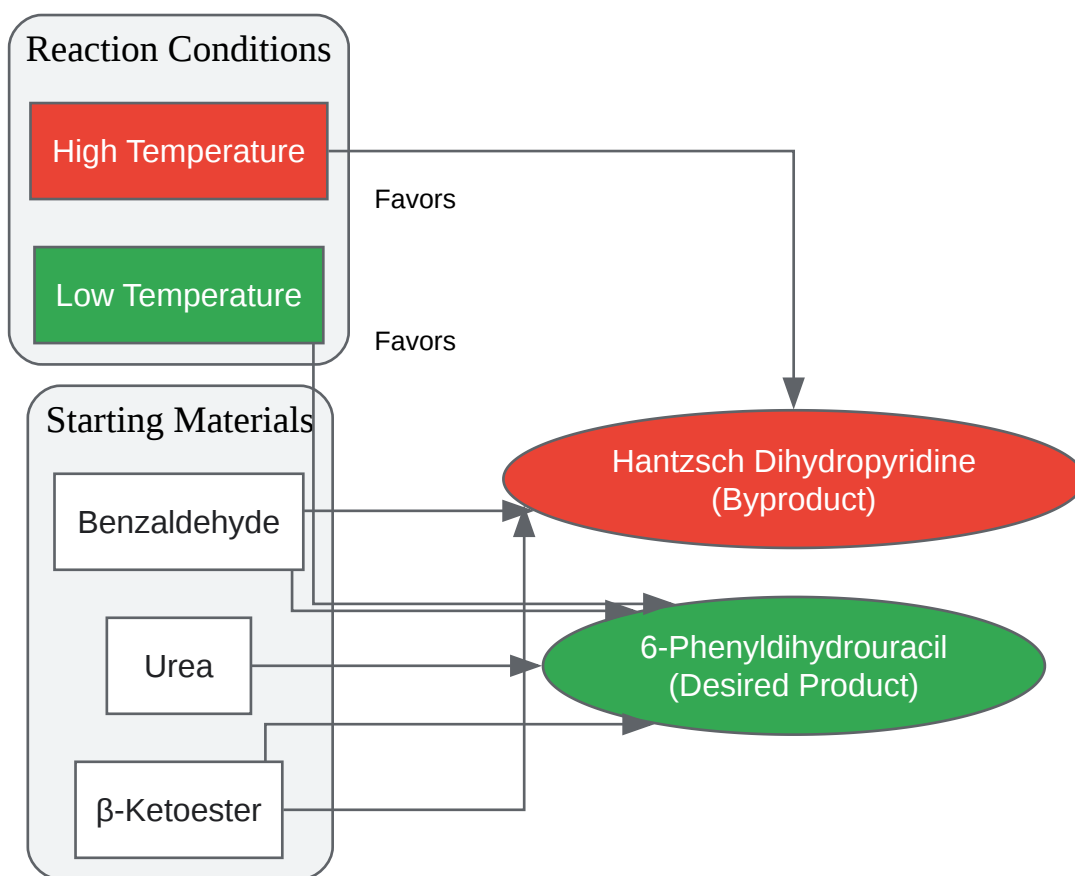 Reaction Conditions
High Temperature
Favors
Low Temperature
Favors
Starting Materials
Hantzsch Dihydropyridine
(Byproduct)
Benzaldehyde
6-Phenyldihydrouracil
(Desired Product)
Urea
β-Ketoester